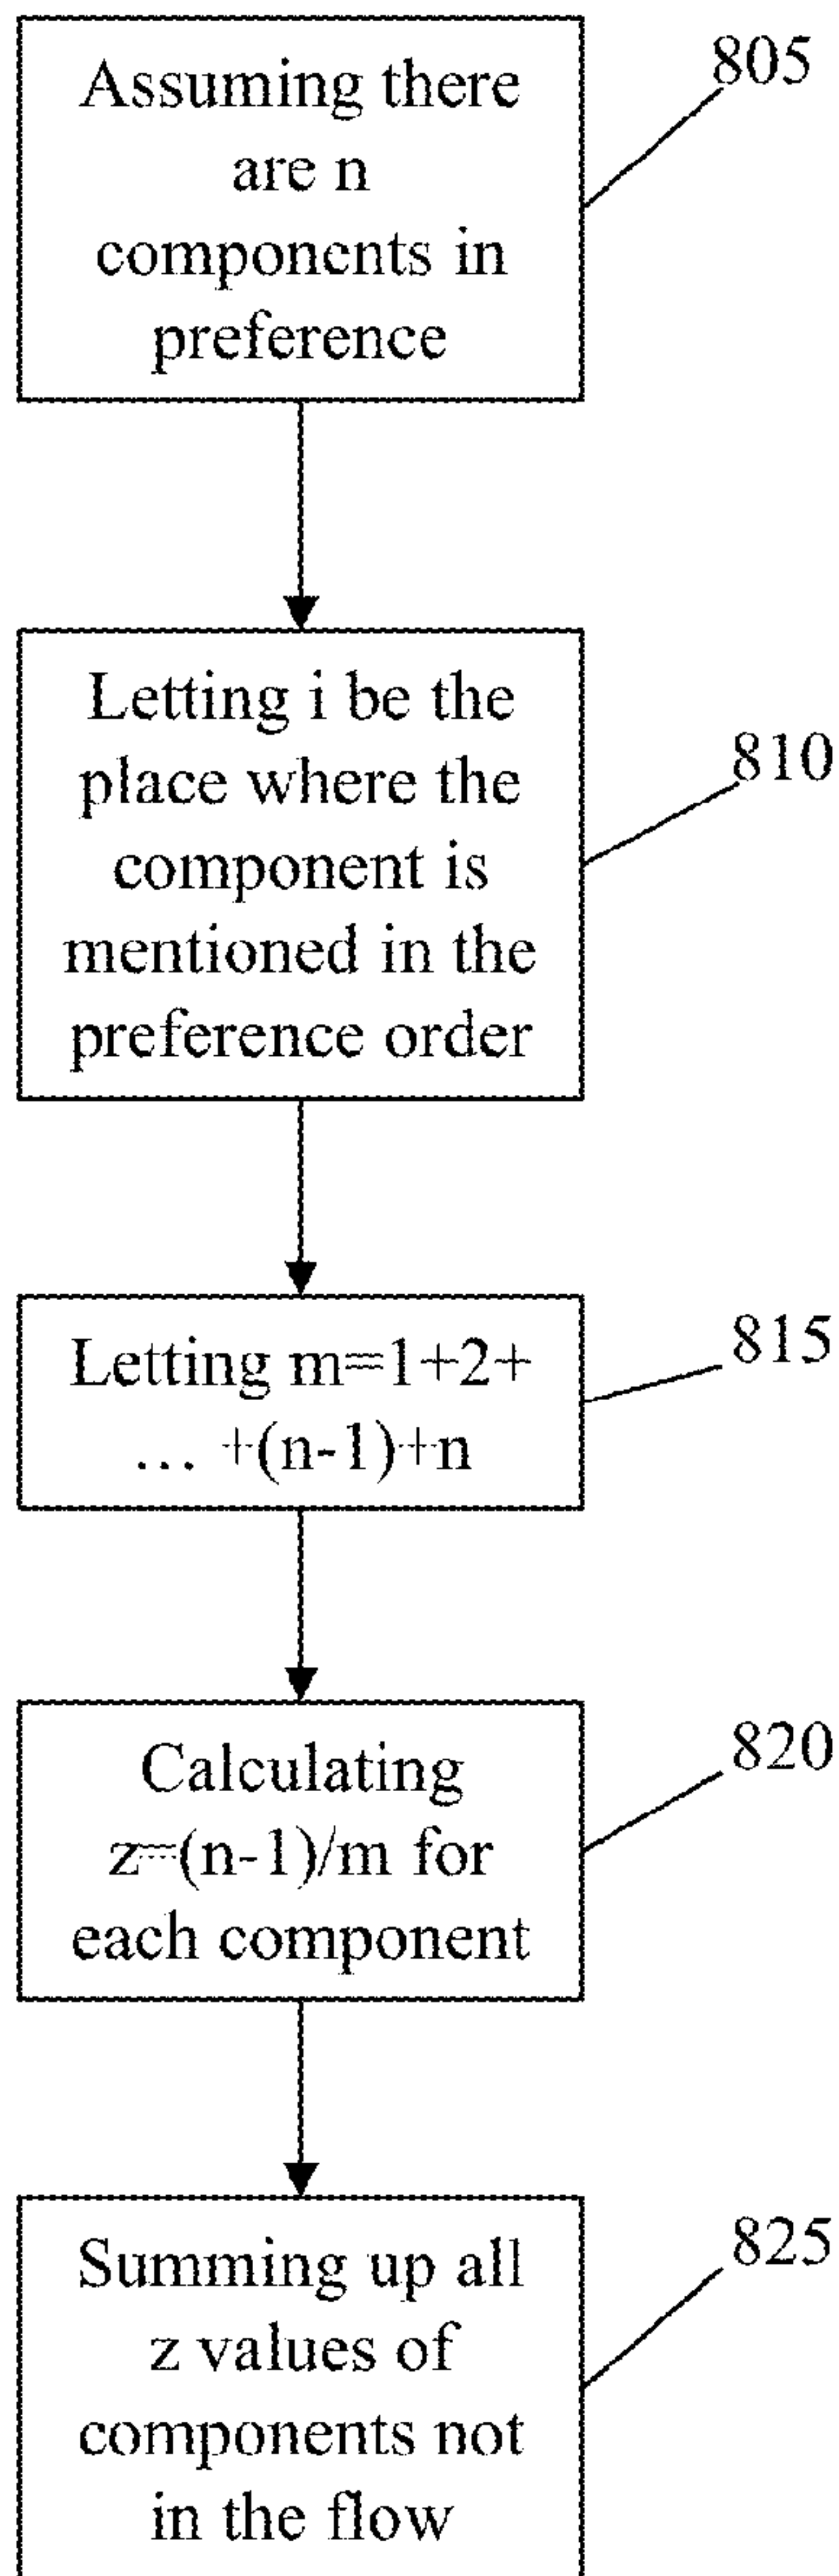 Assuming there
are n
components in
preference
805
Letting i be the
place where the
component is
mentioned in the
preference order
810
Letting m=1+2+
... +(n-1)+n
815
Calculating
z=(n-1)/m for
each component
820
Summing up all
z values of
components not
in the flow
825